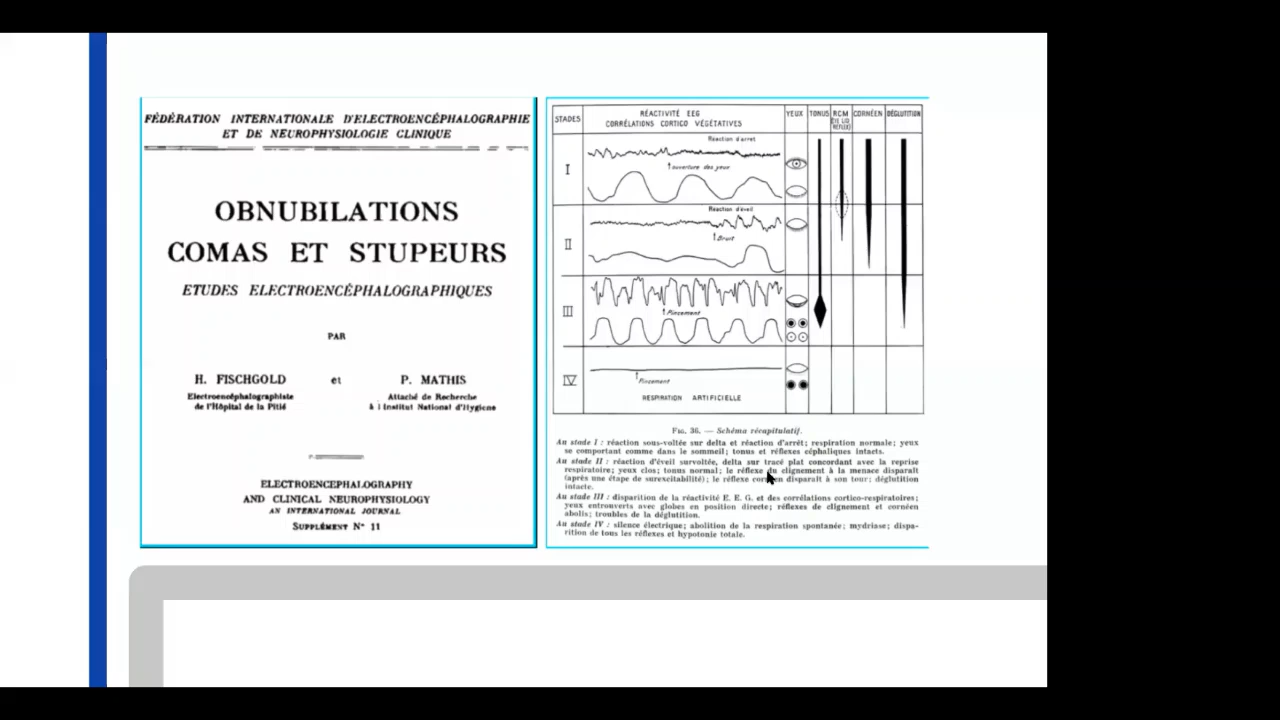 FÉDÉRATION INTERNATIONALE D'ELECTROENCÉPHALOGRAPHIE
ET DE NEUROPHYSIOLOGIE CLINIQUE
OBNUBILATIONS
COMAS ET STUPEURS
ETUDES ELECTROENCÉPHALOGRAPHIQUES
PAR
H. FISCHGOLD et P. MATHIS
Electroencéphalographiste
de l'Hôpital de la Pitié
Attaché de Recherche
à l Institut National d'Hygiene
ELECTROENCEPHALOGRAPHY
AND CLINICAL NEUROPHYSIOLOGY
AN INTERNATIONAL JOURNAL
SUPPLÉMENT N° 11
STADES
RÉACTIVITÉ EEG
CORRÉLATIONS CORTICO VÉGÉTATIVES
YEUX
TONUS
RCM
CORNÉEN
DÉGLUTITION
I
Réaction d'arret
ouverture des yeux
II
Réaction d'éveil
Bruit
III
Pincement
IV
Pincement
RESPIRATION ARTIFICIELLE
FIG. 36. — Schéma récapitulatif.
Au stade I : réaction sous-voltée sur delta et réaction d'arrêt; respiration normale; yeux
se comportant comme dans le sommeil; tonus et réflexes céphaliques intacts.
Au stade II : réaction d'éveil survoltée, delta sur tracé plat concordant avec la reprise
respiratoire; yeux clos; tonus normal; le réflexe du clignement à la menace disparaît
(après une étape de surexcitabilité); le réflexe cornéen disparaît à son tour; déglutition
intacte.
Au stade III : disparition de la réactivité E. E. G. et des corrélations cortico-respiratoires;
yeux entrouverts avec globes en position directe; réflexes de clignement et cornéen
abolis; troubles de la déglutition.
Au stade IV : silence électrique; abolition de la respiration spontanée; mydriase; dispa-
rition de tous les réflexes et hypotonie totale.